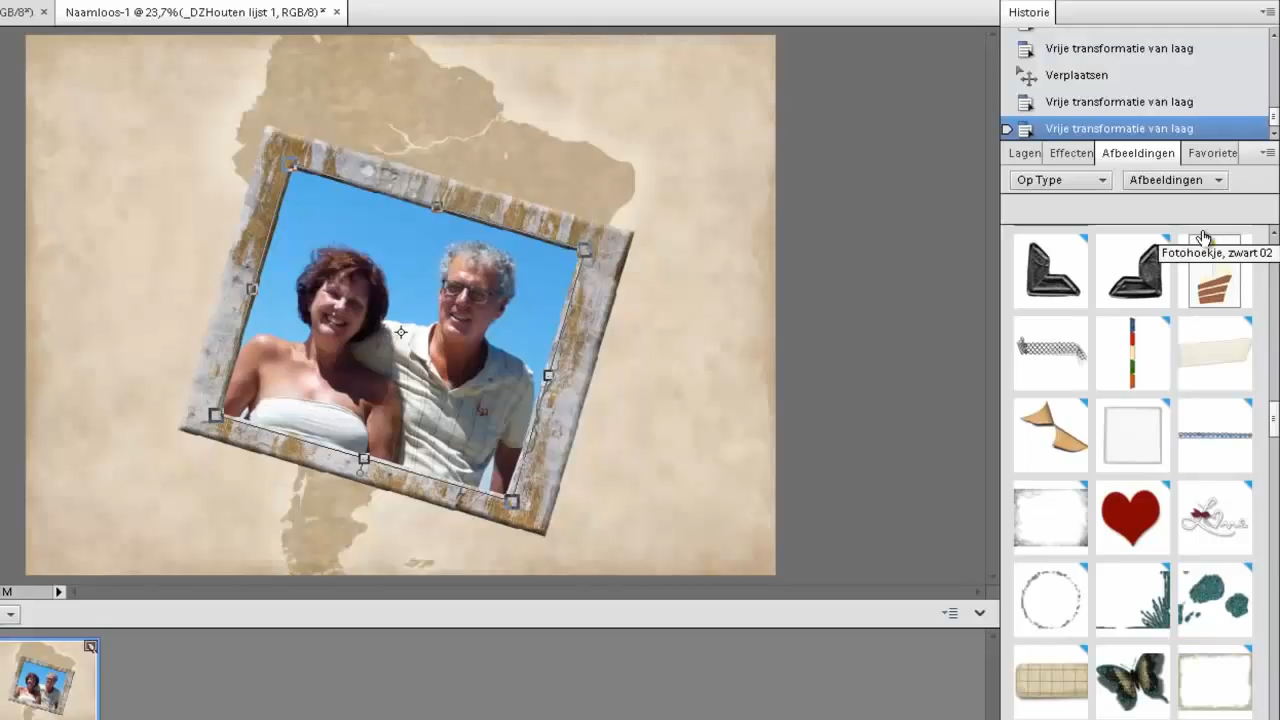 GB/8*) × Naamloos-1 @ 23,7%(_DZHouten lijst 1, RGB/8)* ×
Historie
Vrije transformatie van laag
Verplaatsen
Vrije transformatie van laag
Vrije transformatie van laag
Lagen Effecten Afbeeldingen Favoriete
Op Type Afbeeldingen
Fotohoekje, zwart 02
M